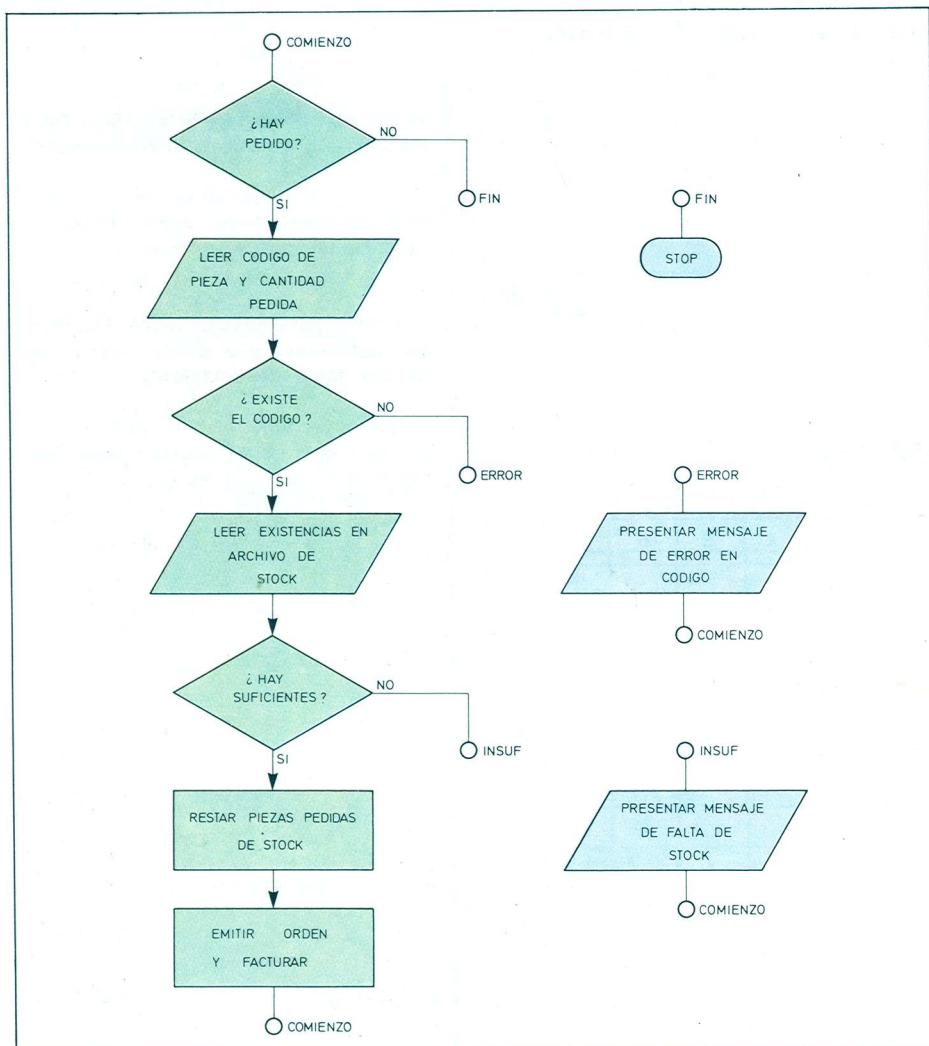 COMIENZO
¿HAY
PEDIDO?
NO
FIN
SI
LEER CODIGO DE
PIEZA Y CANTIDAD
PEDIDA
¿EXISTE
EL CODIGO?
NO
ERROR
SI
LEER EXISTENCIAS EN
ARCHIVO DE
STOCK
¿HAY
SUFICIENTES?
NO
INSUF
SI
RESTAR PIEZAS PEDIDAS
DE STOCK
EMITIR ORDEN
Y FACTURAR
COMIENZO
FIN
STOP
ERROR
PRESENTAR MENSAJE
DE ERROR EN
CODIGO
COMIENZO
INSUF
PRESENTAR MENSAJE
DE FALTA DE
STOCK
COMIENZO